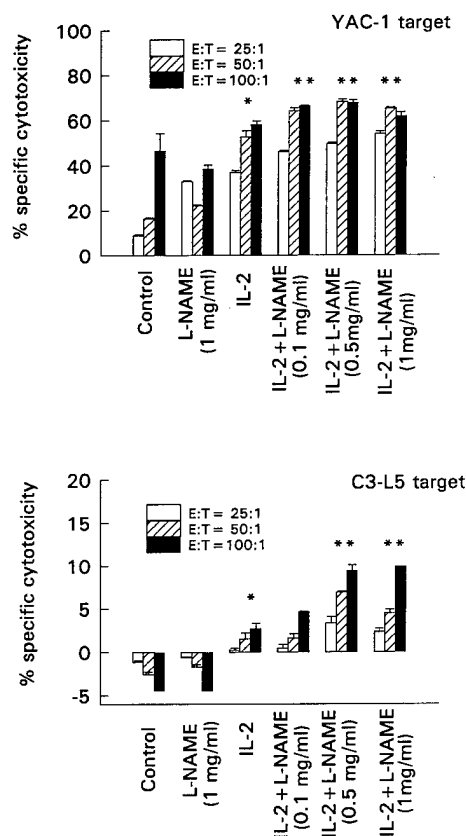 YAC-1 target
% specific cytotoxicity
100
80
60
40
20
0
E:T = 25:1
E:T = 50:1
E:T = 100:1
*
* *
* *
* *
Control
L-NAME
(1 mg/ml)
IL-2
IL-2 + L-NAME
(0.1 mg/ml)
IL-2 + L-NAME
(0.5mg/ml)
IL-2 + L-NAME
(1mg/ml)
C3-L5 target
% specific cytotoxicity
20
15
10
5
0
-5
E:T = 25:1
E:T = 50:1
E:T = 100:1
*
* *
* *
Control
L-NAME
(1 mg/ml)
IL-2
IL-2 + L-NAME
(0.1 mg/ml)
IL-2 + L-NAME
(0.5 mg/ml)
IL-2 + L-NAME
(1mg/ml)